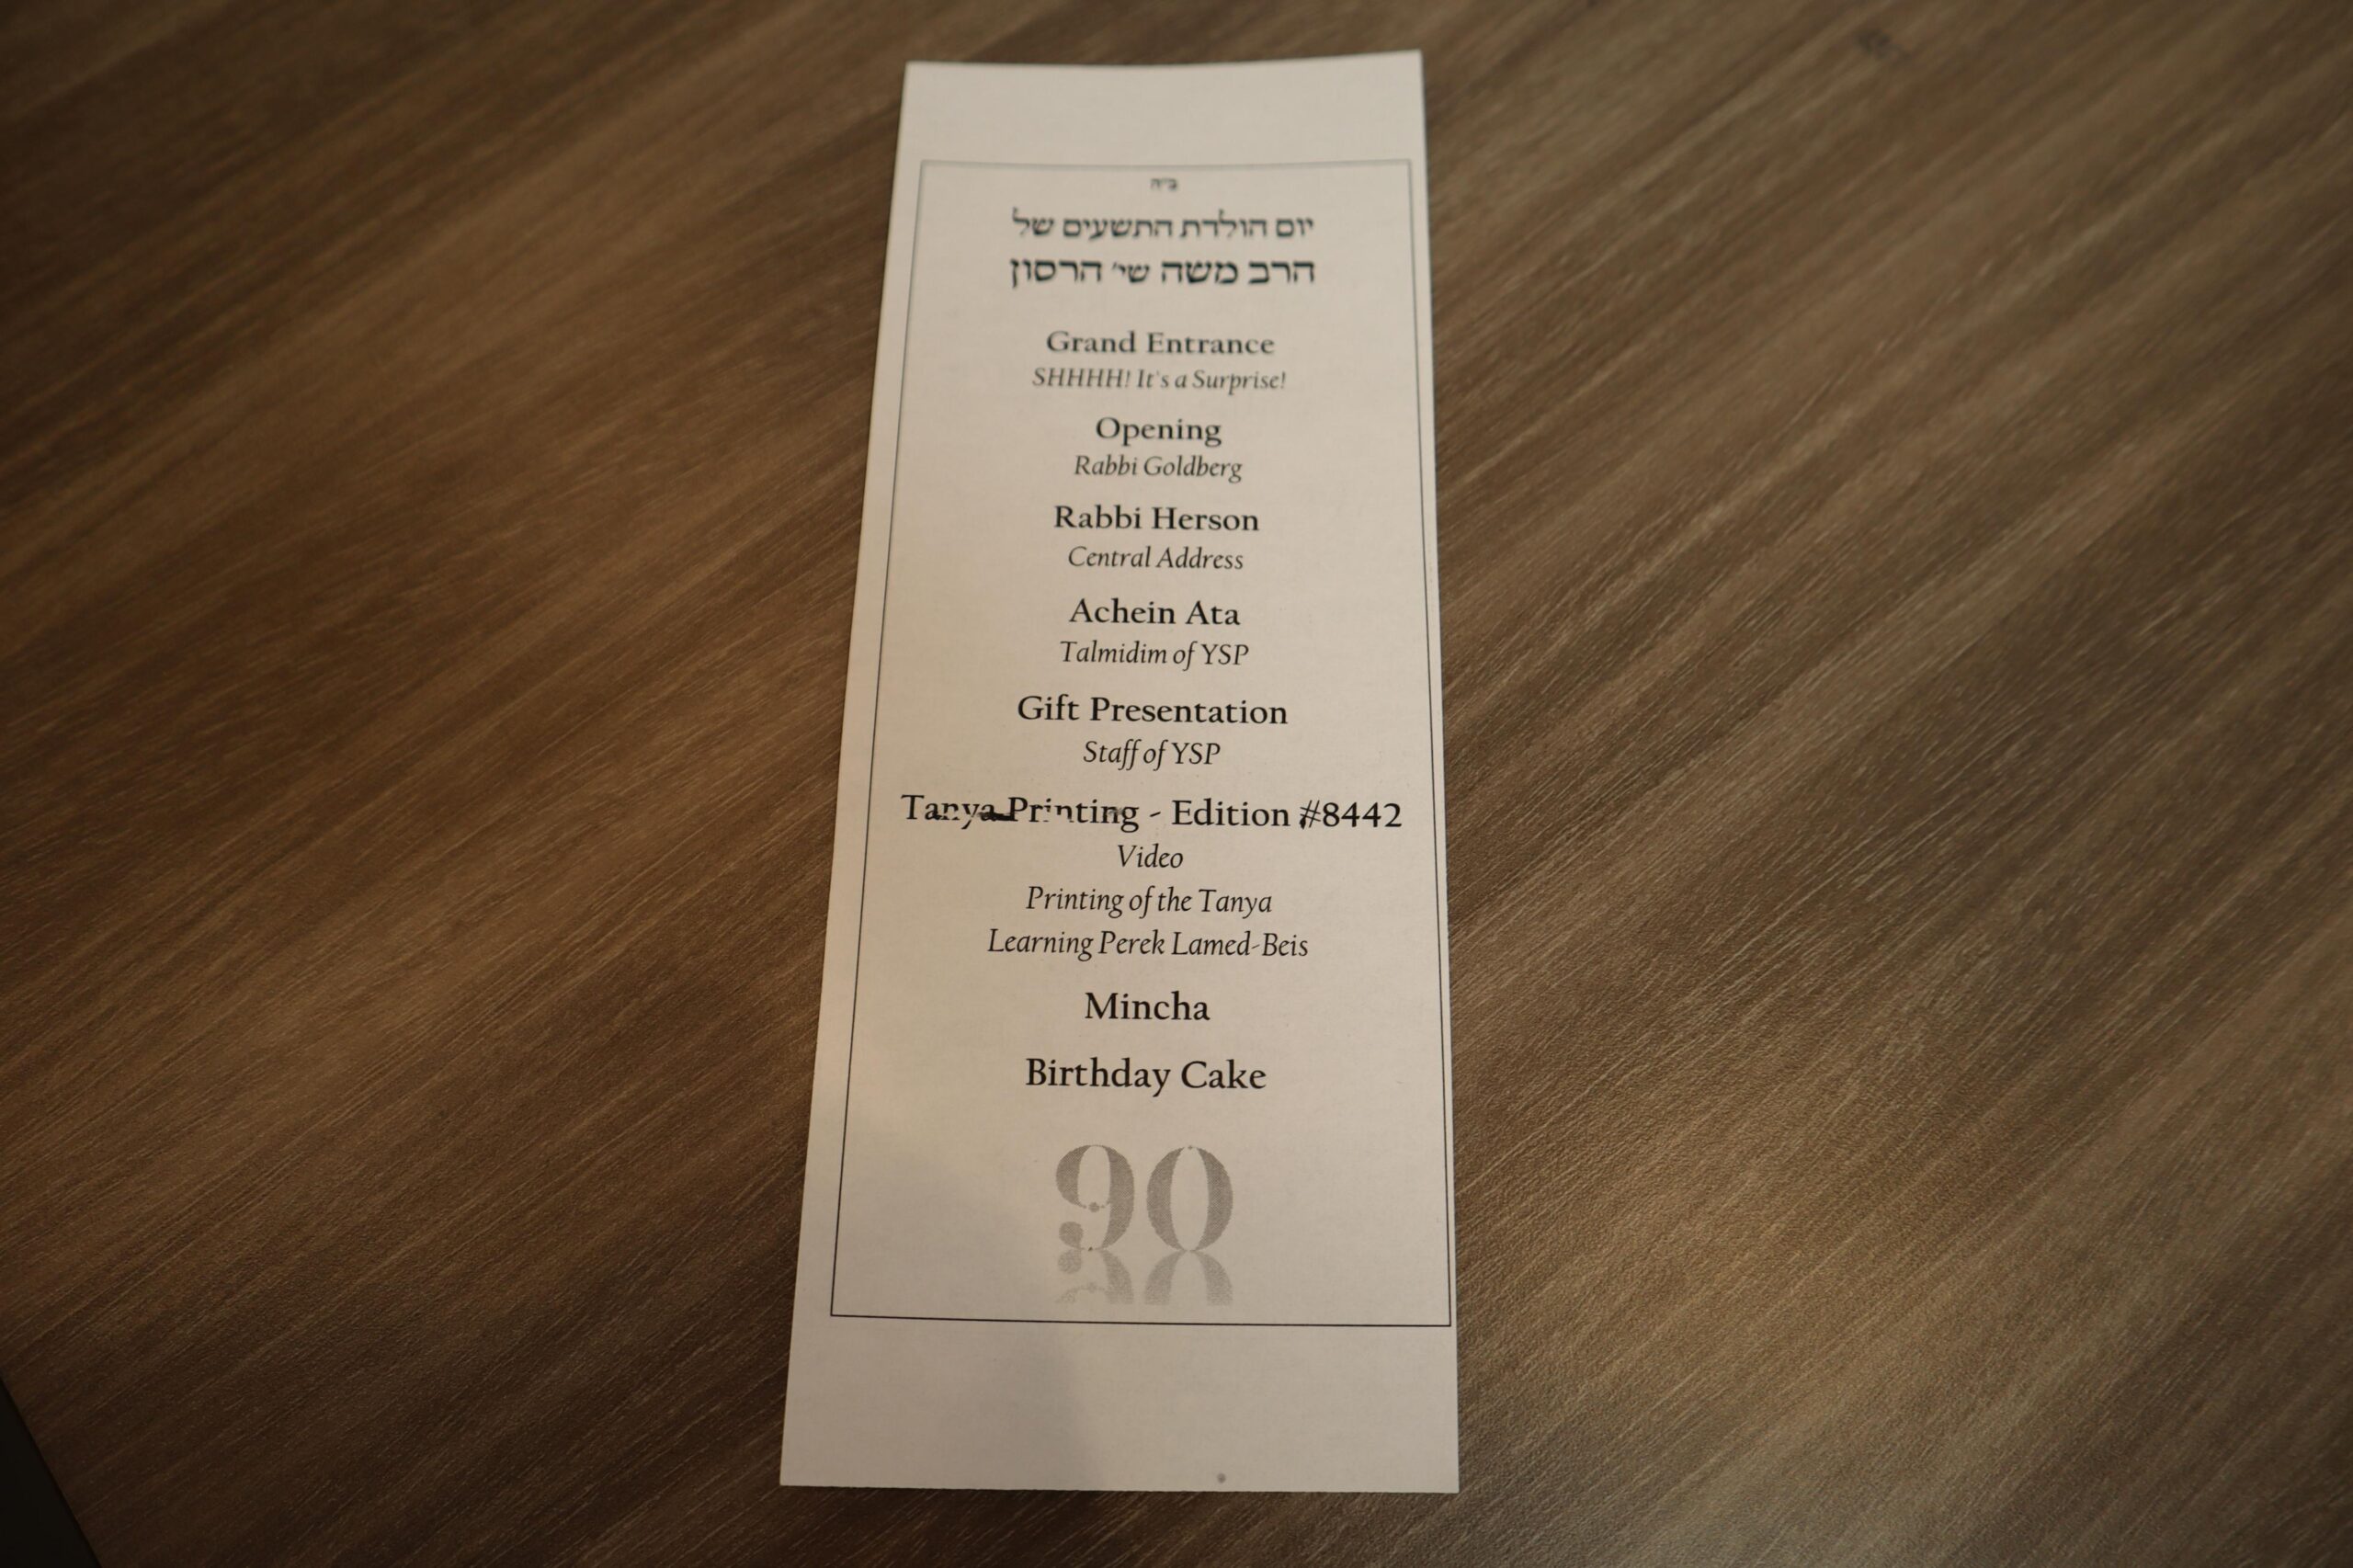 ב״ה
יום הולדת התשעים של
הרב משה שי׳ הרסון
Grand Entrance
SHHHH! It's a Surprise!
Opening
Rabbi Goldberg
Rabbi Herson
Central Address
Achein Ata
Talmidim of YSP
Gift Presentation
Staff of YSP
Tanya Printing - Edition #8442
Video
Printing of the Tanya
Learning Perek Lamed-Beis
Mincha
Birthday Cake
90